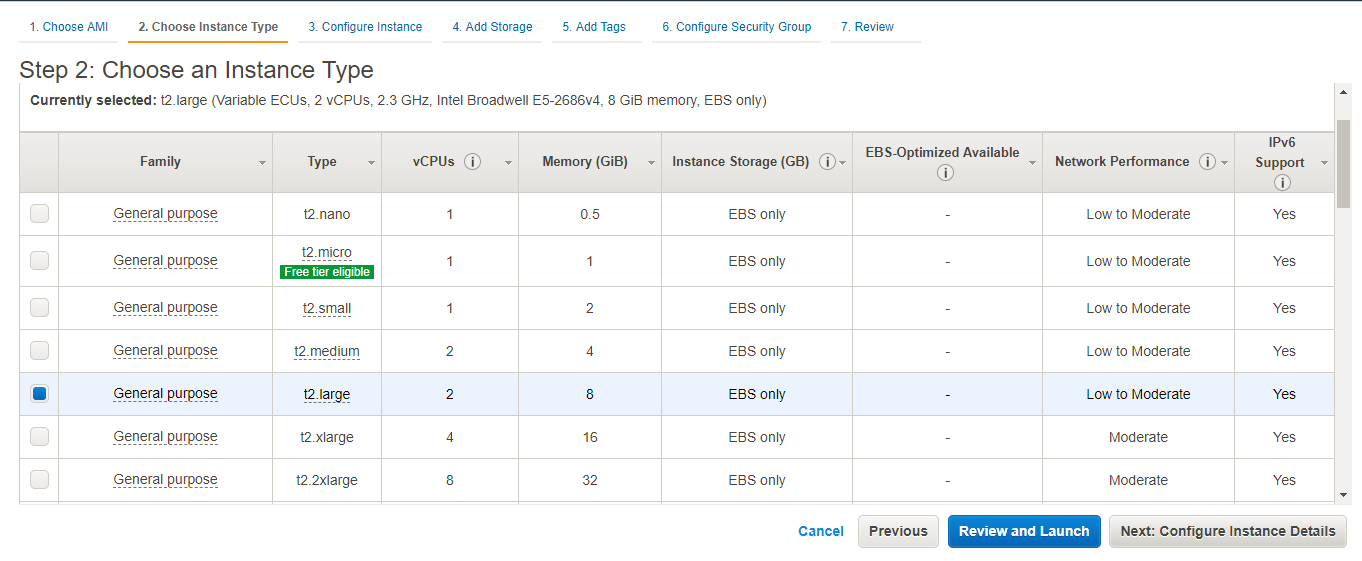 1. Choose AMI 2. Choose Instance Type 3. Configure Instance 4. Add Storage 5. Add Tags 6. Configure Security Group 7. Review
Step 2: Choose an Instance Type
Currently selected: t2.large (Variable ECUs, 2 vCPUs, 2.3 GHz, Intel Broadwell E5-2686v4, 8 GiB memory, EBS only)
Family Type vCPUs Memory (GiB) Instance Storage (GB) EBS-Optimized Available Network Performance IPv6 Support
General purpose t2.nano 1 0.5 EBS only - Low to Moderate Yes
General purpose t2.micro Free tier eligible 1 1 EBS only - Low to Moderate Yes
General purpose t2.small 1 2 EBS only - Low to Moderate Yes
General purpose t2.medium 2 4 EBS only - Low to Moderate Yes
General purpose t2.large 2 8 EBS only - Low to Moderate Yes
General purpose t2.xlarge 4 16 EBS only - Moderate Yes
General purpose t2.2xlarge 8 32 EBS only - Moderate Yes
Cancel Previous Review and Launch Next: Configure Instance Details